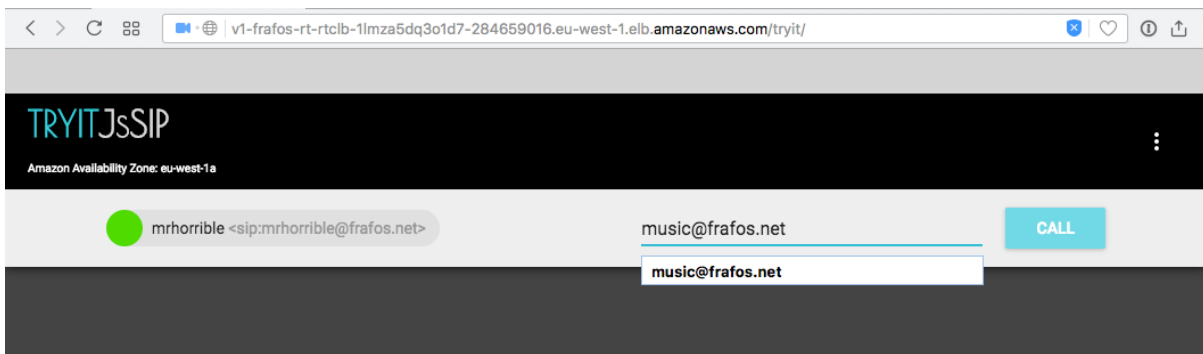 v1-frafos-rt-rtclb-1lmza5dq3o1d7-284659016.eu-west-1.elb.amazonaws.com/tryit/
TRYITJsSIP
Amazon Availability Zone: eu-west-1a
mrhorrible <sip:mrhorrible@frafos.net>
music@frafos.net
CALL
music@frafos.net